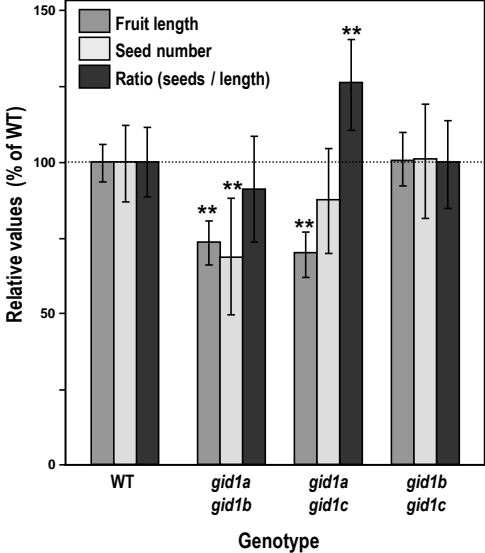 150
Fruit length
Seed number
Ratio (seeds / length)
**
Relative values (% of WT)
100
**
**
**
50
0
WT
gid1a
gid1b
gid1a
gid1c
gid1b
gid1c
Genotype